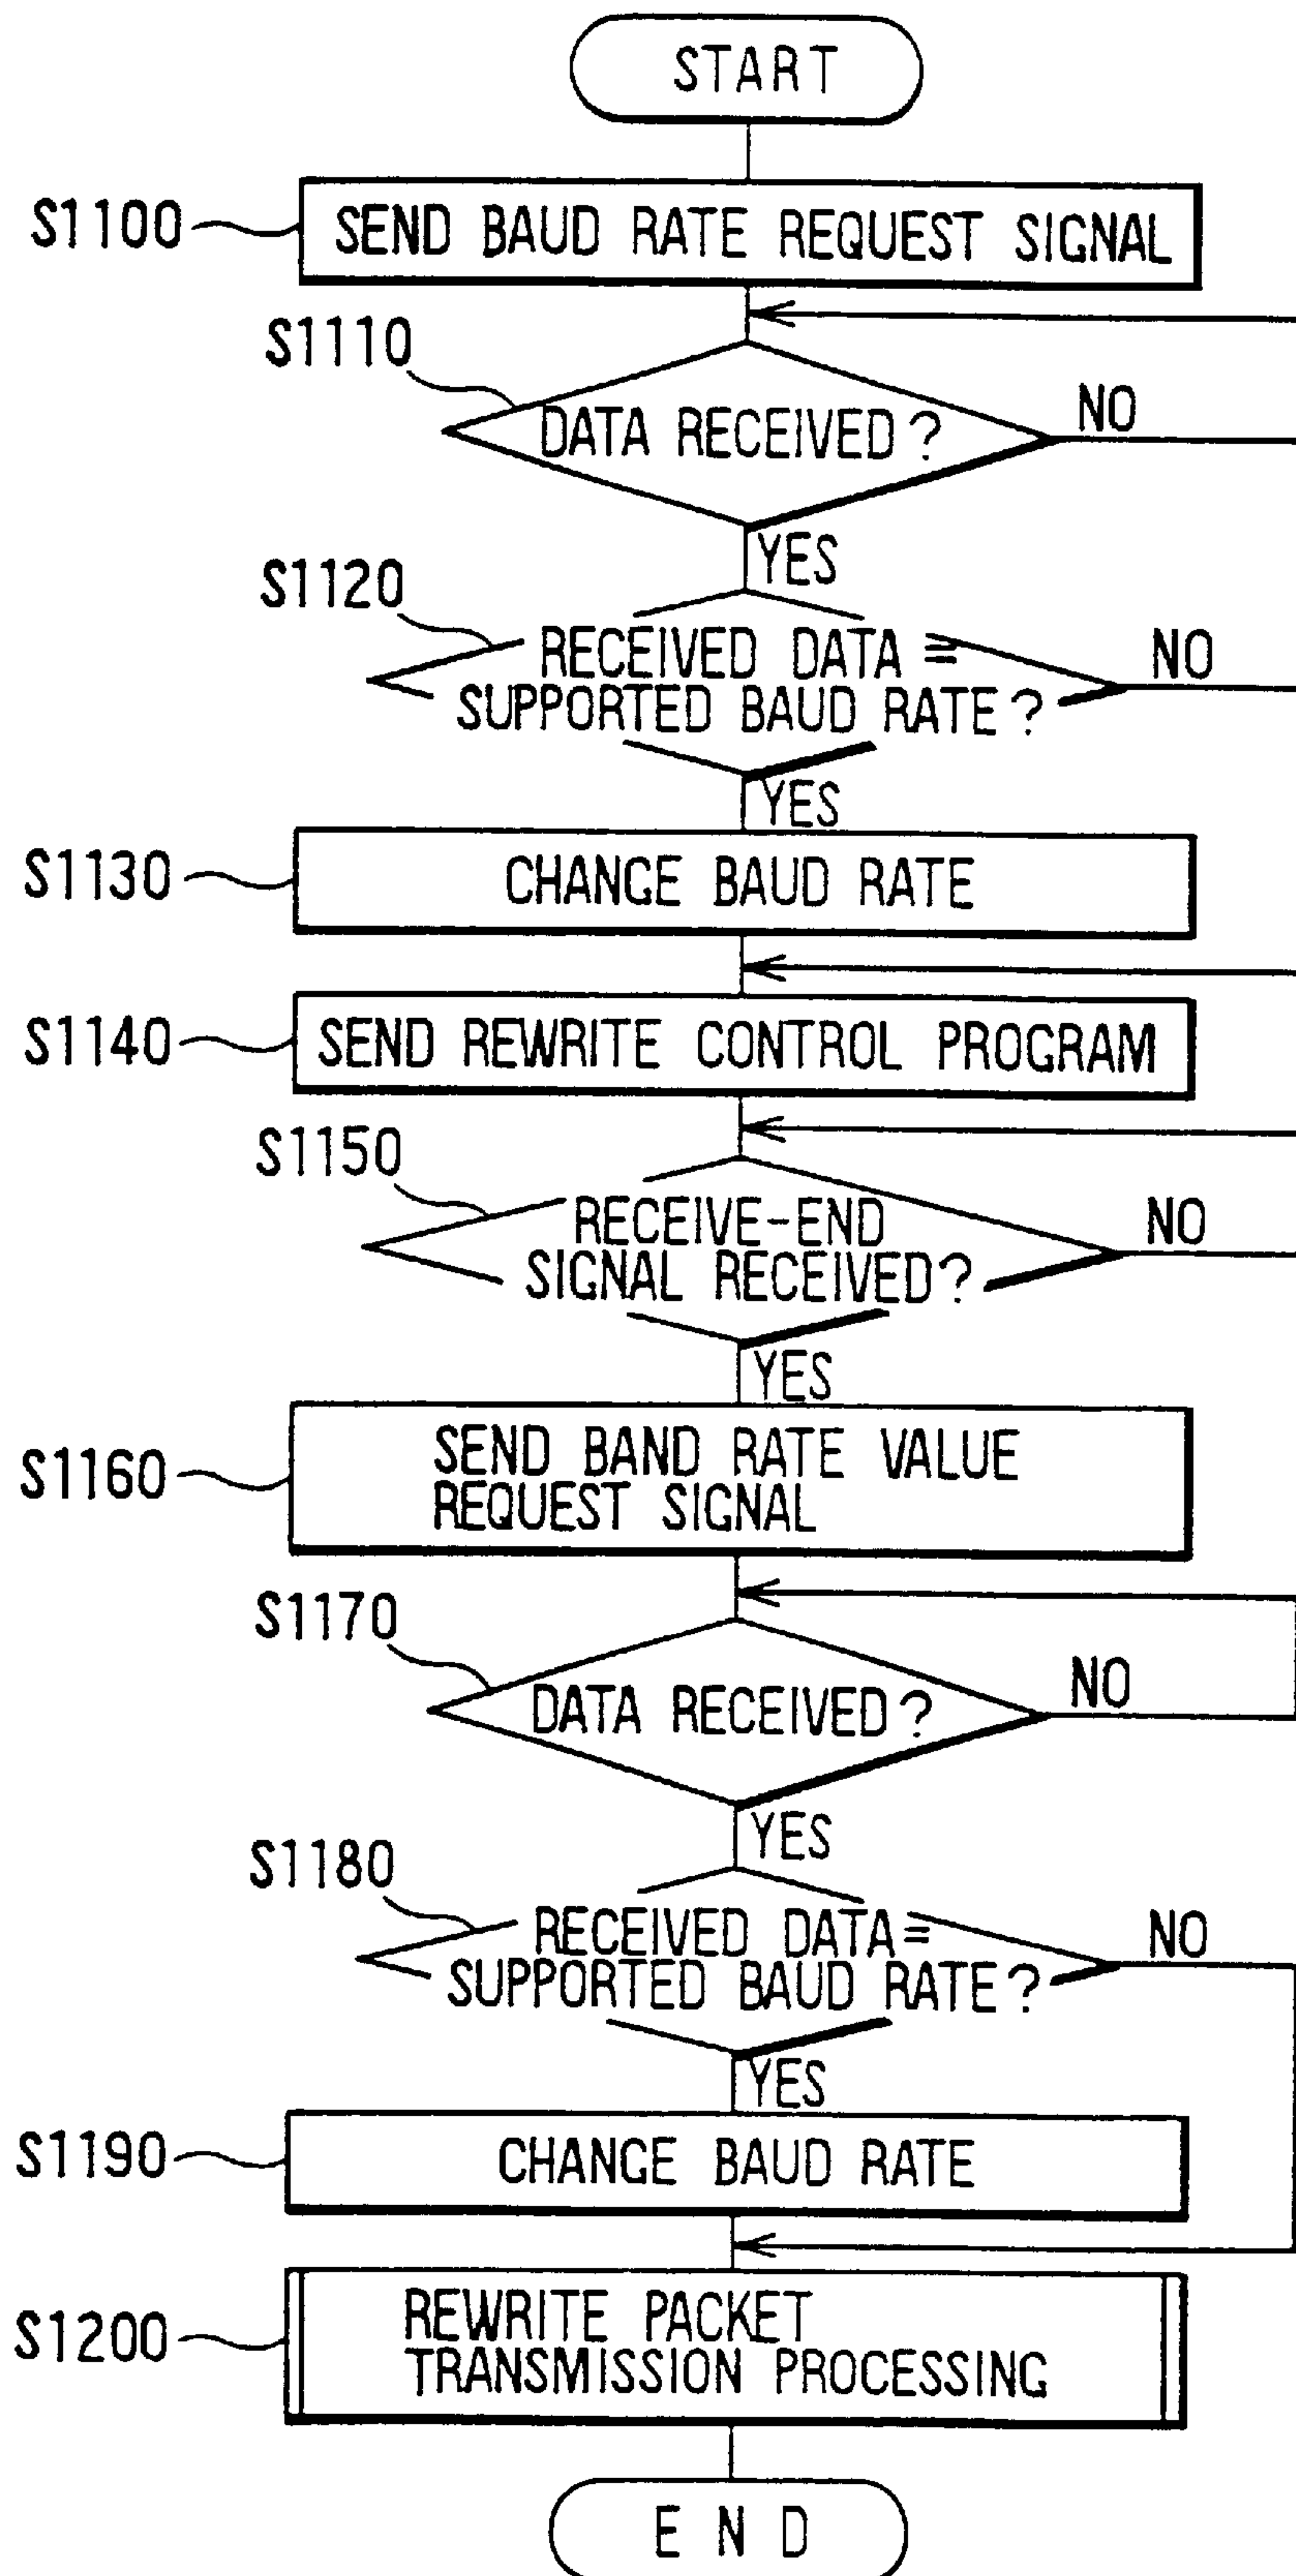 START
S1100
SEND BAUD RATE REQUEST SIGNAL
S1110
DATA RECEIVED?
NO
YES
S1120
RECEIVED DATA =
SUPPORTED BAUD RATE?
NO
YES
S1130
CHANGE BAUD RATE
S1140
SEND REWRITE CONTROL PROGRAM
S1150
RECEIVE-END
SIGNAL RECEIVED?
NO
YES
S1160
SEND BAND RATE VALUE
REQUEST SIGNAL
S1170
DATA RECEIVED?
NO
YES
S1180
RECEIVED DATA=
SUPPORTED BAUD RATE?
NO
YES
S1190
CHANGE BAUD RATE
S1200
REWRITE PACKET
TRANSMISSION PROCESSING
END